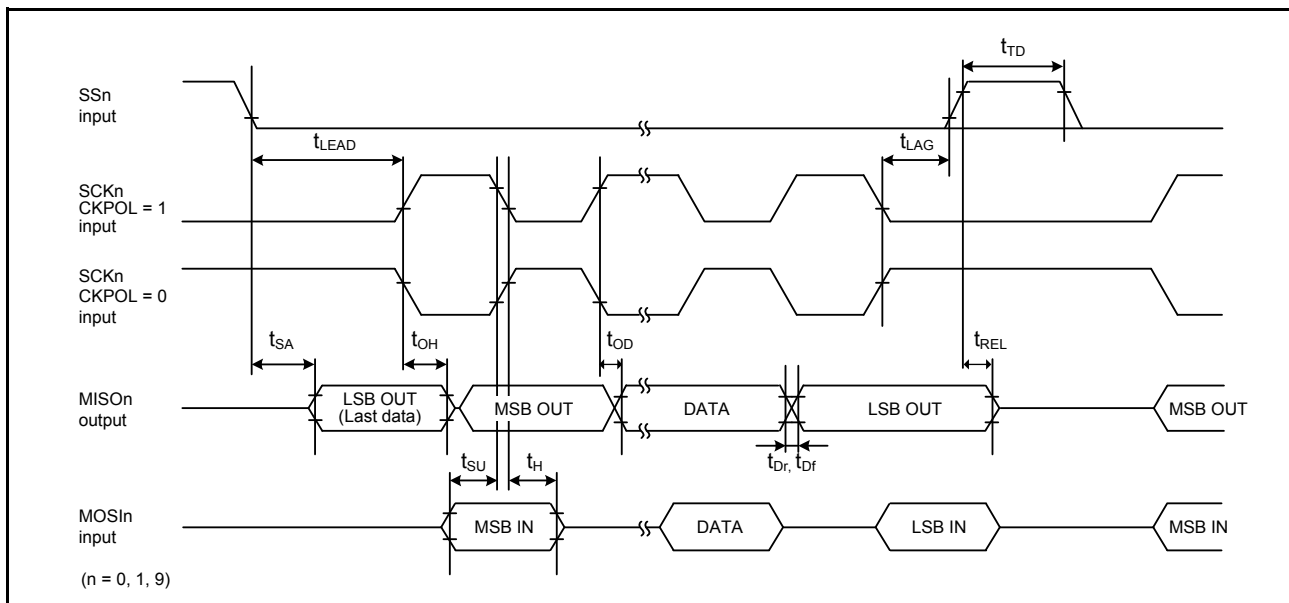 tTD
SSn
input
tLEAD
tLAG
SCKn
CKPOL = 1
input
SCKn
CKPOL = 0
input
tSA
tOH
tOD
tREL
MISOn
output
LSB OUT
(Last data)
MSB OUT
DATA
LSB OUT
MSB OUT
tSU
tH
tDr, tDf
MOSIn
input
MSB IN
DATA
LSB IN
MSB IN
(n = 0, 1, 9)